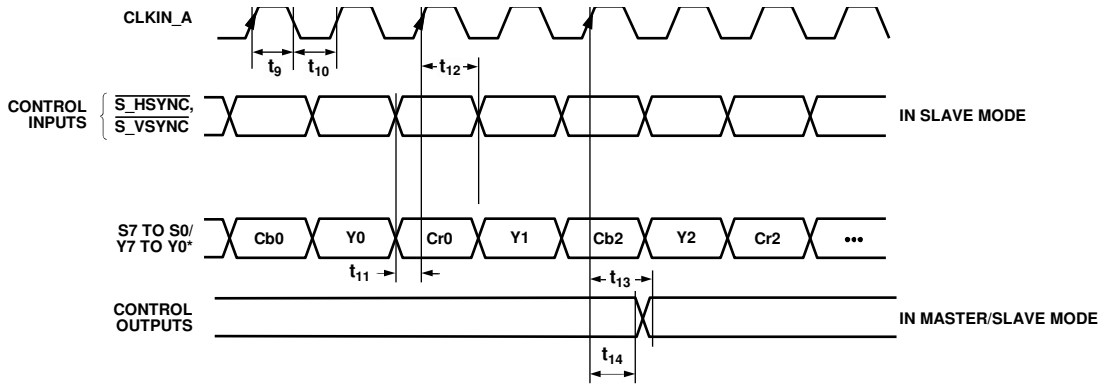 CLKIN_A
t9
t10
t12
CONTROL
INPUTS
S_HSYNC,
S_VSYNC
IN SLAVE MODE
S7 TO S0/
Y7 TO Y0*
Cb0
Y0
Cr0
Y1
Cb2
Y2
Cr2
•••
t11
t13
CONTROL
OUTPUTS
IN MASTER/SLAVE MODE
t14